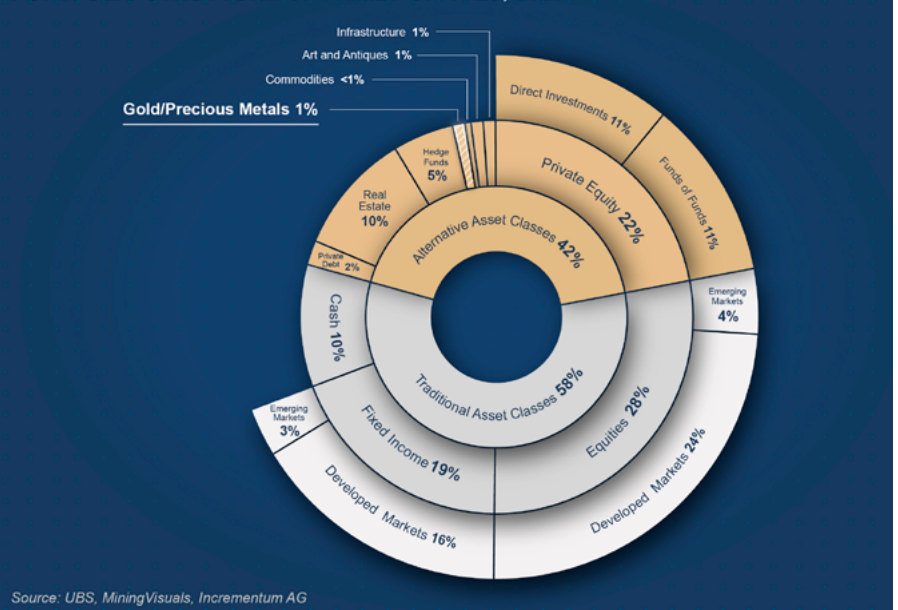 Infrastructure 1%
Art and Antiques 1%
Commodities <1%
Gold/Precious Metals 1%
Direct Investments 11%
Funds of Funds 11%
Private Equity 22%
Hedge
Funds
5%
Real
Estate
10%
Private
Debt 2%
Alternative Asset Classes 42%
Emerging
Markets
4%
Cash 10%
Traditional Asset Classes 58%
Equities 28%
Fixed Income 19%
Emerging
Markets
3%
Developed Markets 24%
Developed Markets 16%
Source: UBS, MiningVisuals, Incrementum AG